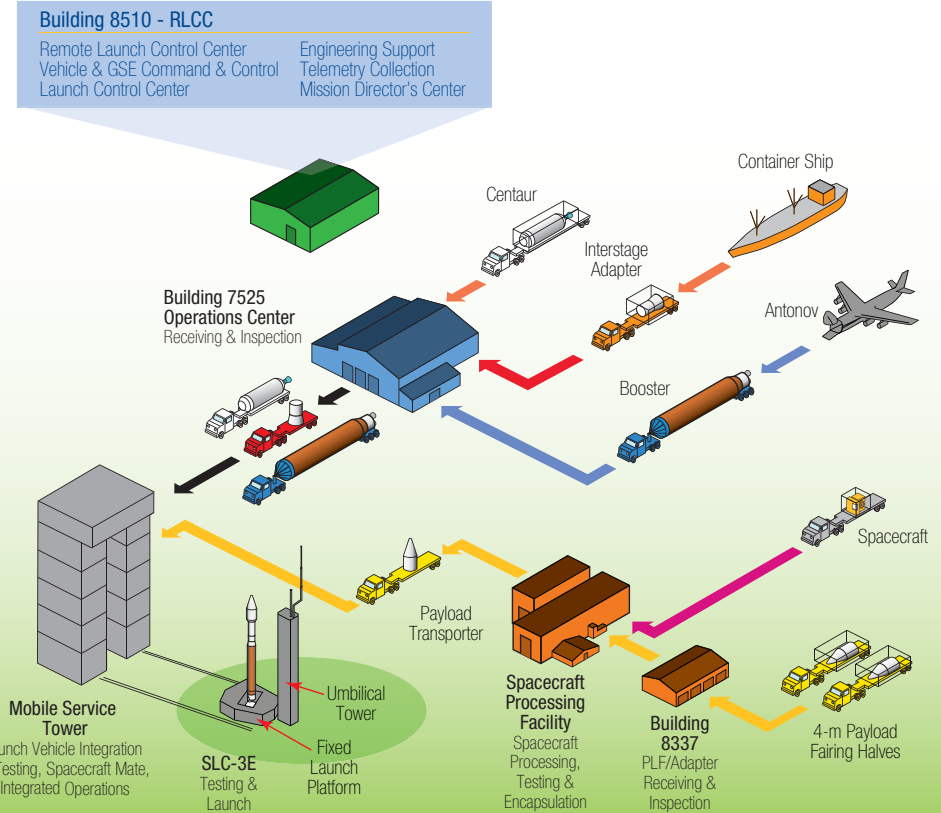 Building 8510 - RLCC
Remote Launch Control Center
Vehicle & GSE Command & Control
Launch Control Center
Engineering Support
Telemetry Collection
Mission Director's Center
Container Ship
Centaur
Interstage
Adapter
Building 7525
Operations Center
Receiving & Inspection
Antonov
Booster
Spacecraft
Payload
Transporter
Umbilical
Tower
Fixed
Launch
Platform
Mobile Service
Tower
unch Vehicle Integration
Testing, Spacecraft Mate,
Integrated Operations
SLC-3E
Testing &
Launch
Spacecraft
Processing
Facility
Spacecraft
Processing,
Testing &
Encapsulation
Building
8337
PLF/Adapter
Receiving &
Inspection
4-m Payload
Fairing Halves